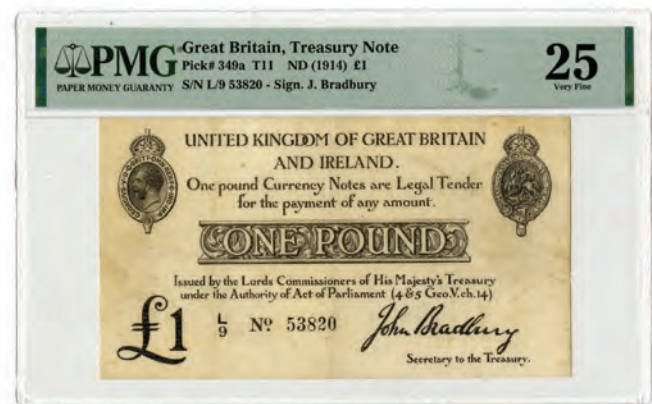 PMG
PAPER MONEY GUARANTY
Great Britain, Treasury Note
Pick# 349a T11 ND (1914) £1
S/N L/9 53820 - Sign. J. Bradbury
25
Very Fine
UNITED KINGDOM OF GREAT BRITAIN
AND IRELAND.
One pound Currency Notes are Legal Tender
for the payment of any amount.
ONE POUND
Issued by the Lords Commissioners of His Majesty's Treasury
under the Authority of Act of Parliament (4 & 5 Geo.V.ch.14)
£1 L/9 Nº 53820 John Bradbury
Secretary to the Treasury.